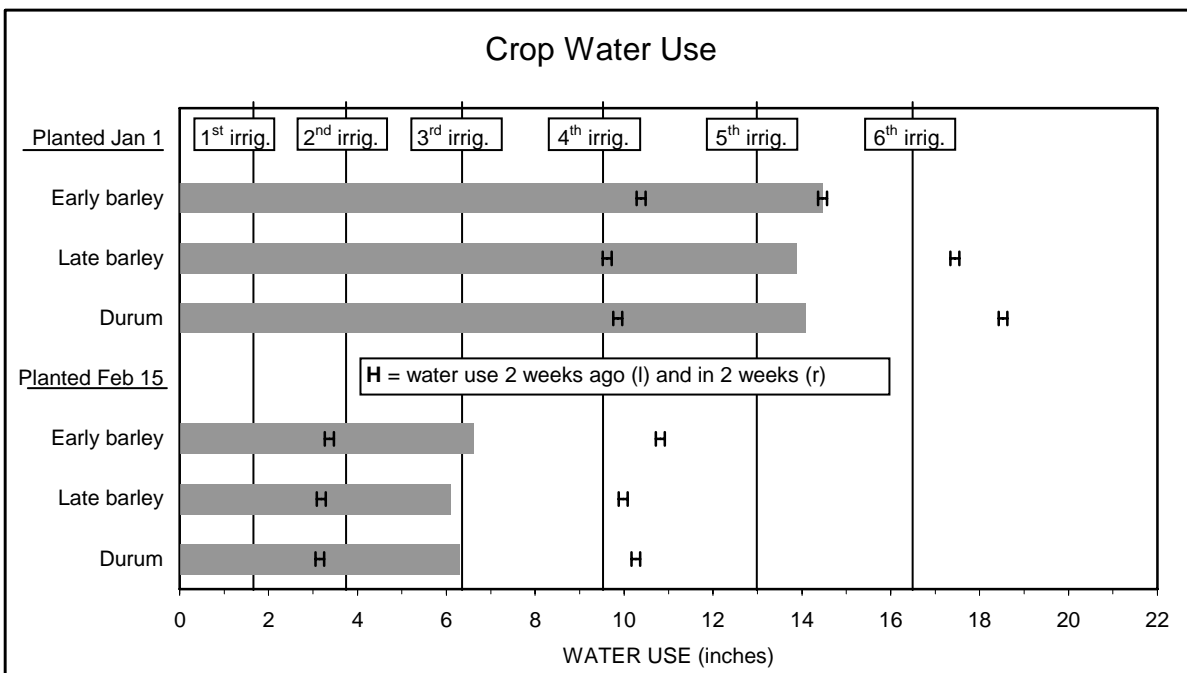 Crop Water Use
Planted Jan 1
1st irrig. 2nd irrig. 3rd irrig. 4th irrig. 5th irrig. 6th irrig.
Early barley
H H
Late barley
H H
Durum
H H
Planted Feb 15
H = water use 2 weeks ago (l) and in 2 weeks (r)
Early barley
H H
Late barley
H H
Durum
H H
0 2 4 6 8 10 12 14 16 18 20 22
WATER USE (inches)